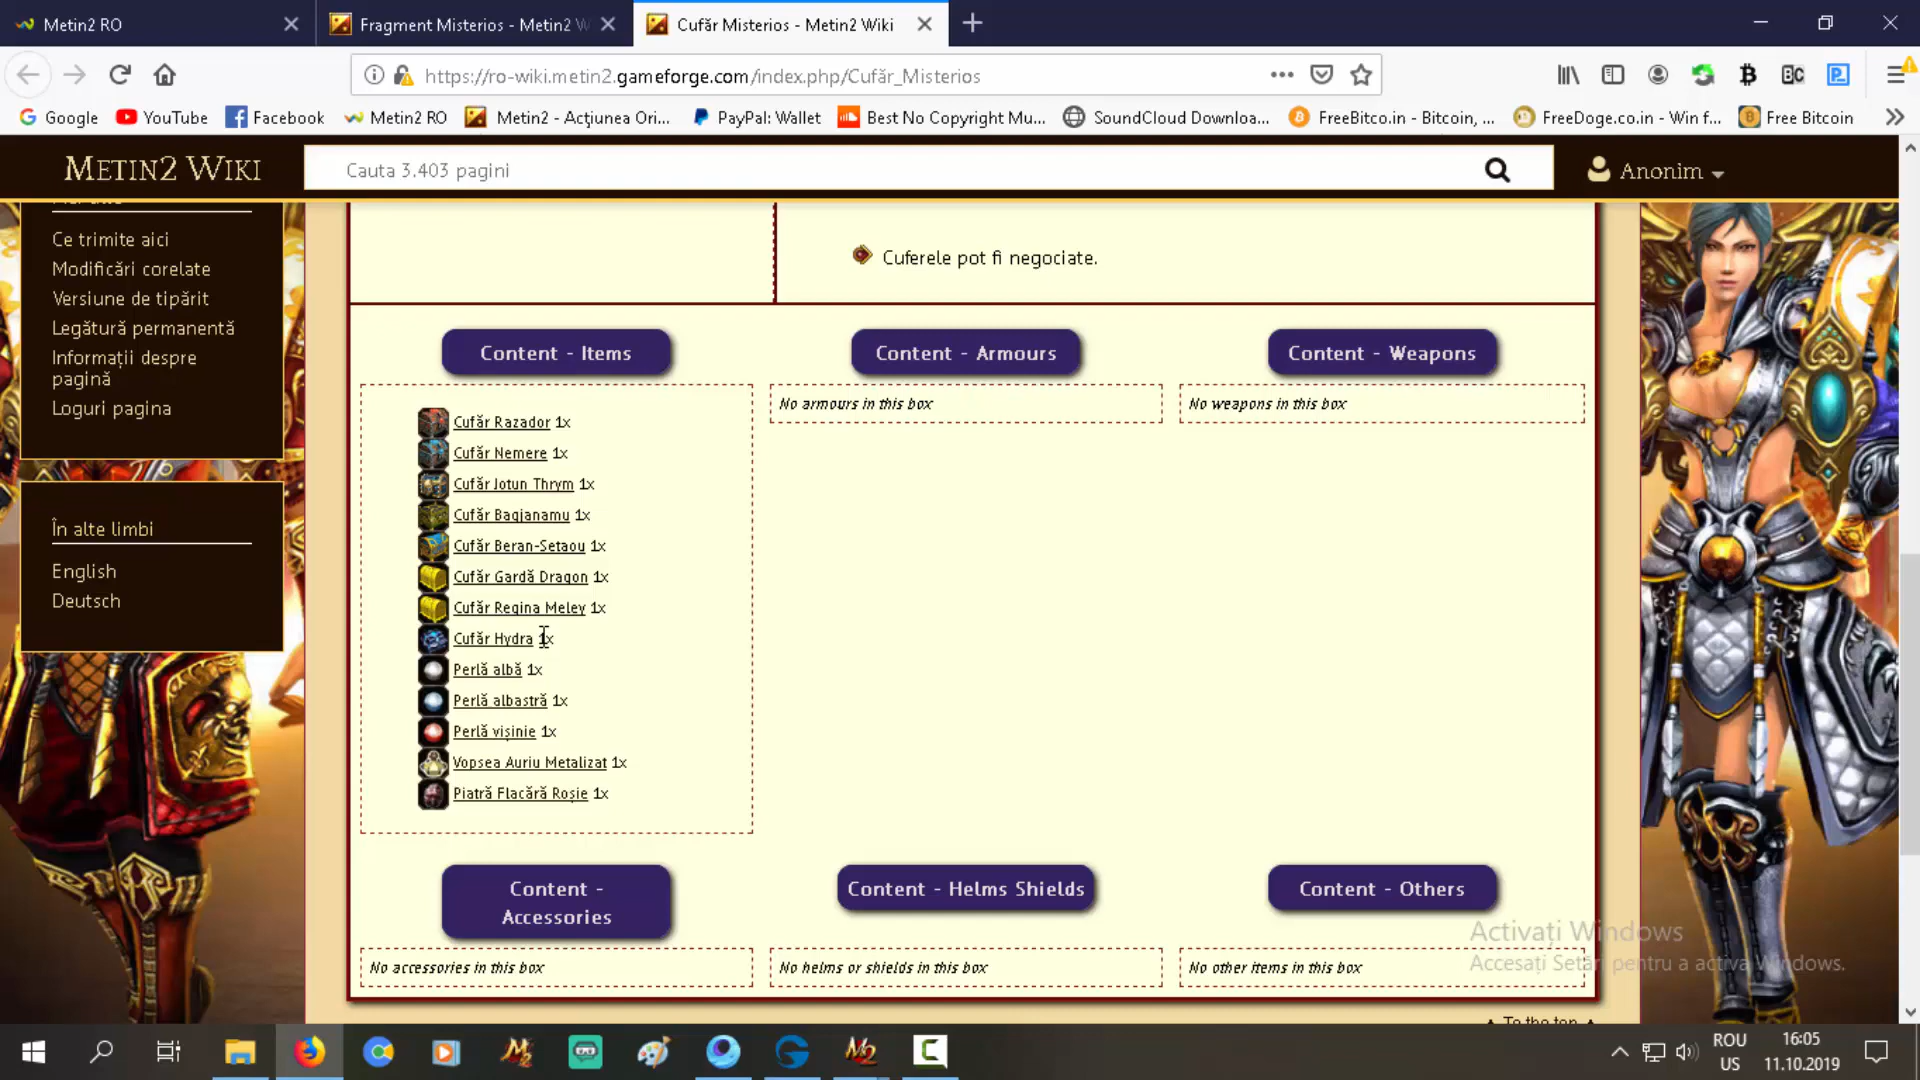 Metin2 RO
Fragment Misterios - Metin2 W
Cufăr Misterios - Metin2 Wiki
https://ro-wiki.metin2.gameforge.com/index.php/Cufăr_Misterios
Google
YouTube
Facebook
Metin2 RO
Metin2 - Acţiunea Ori...
PayPal: Wallet
Best No Copyright Mu...
SoundCloud Downloa...
FreeBitco.in - Bitcoin, ...
FreeDoge.co.in - Win f...
Free Bitcoin
Metin2 Wiki
Cauta 3.403 pagini
Anonim
Ce trimite aici
Modificări corelate
Versiune de tipărit
Legătură permanentă
Informații despre
pagină
Loguri pagina
În alte limbi
English
Deutsch
Cuferele pot fi negociate.
Content - Items
Content - Armours
Content - Weapons
No armours in this box
No weapons in this box
Cufăr Razador 1x
Cufăr Nemere 1x
Cufăr Jotun Thrym 1x
Cufăr Bagjanamu 1x
Cufăr Beran-Setaou 1x
Cufăr Gardă Dragon 1x
Cufăr Regina Meley 1x
Cufăr Hydra 1x
Perlă albă 1x
Perlă albastră 1x
Perlă vișinie 1x
Vopsea Auriu Metalizat 1x
Piatră Flacără Roșie 1x
Content -
Accessories
Content - Helms Shields
Content - Others
No accessories in this box
No helms or shields in this box
No other items in this box
Activați Windows
Accesați Setări pentru a activa Windows.
To the top
ROU
US
16:05
11.10.2019